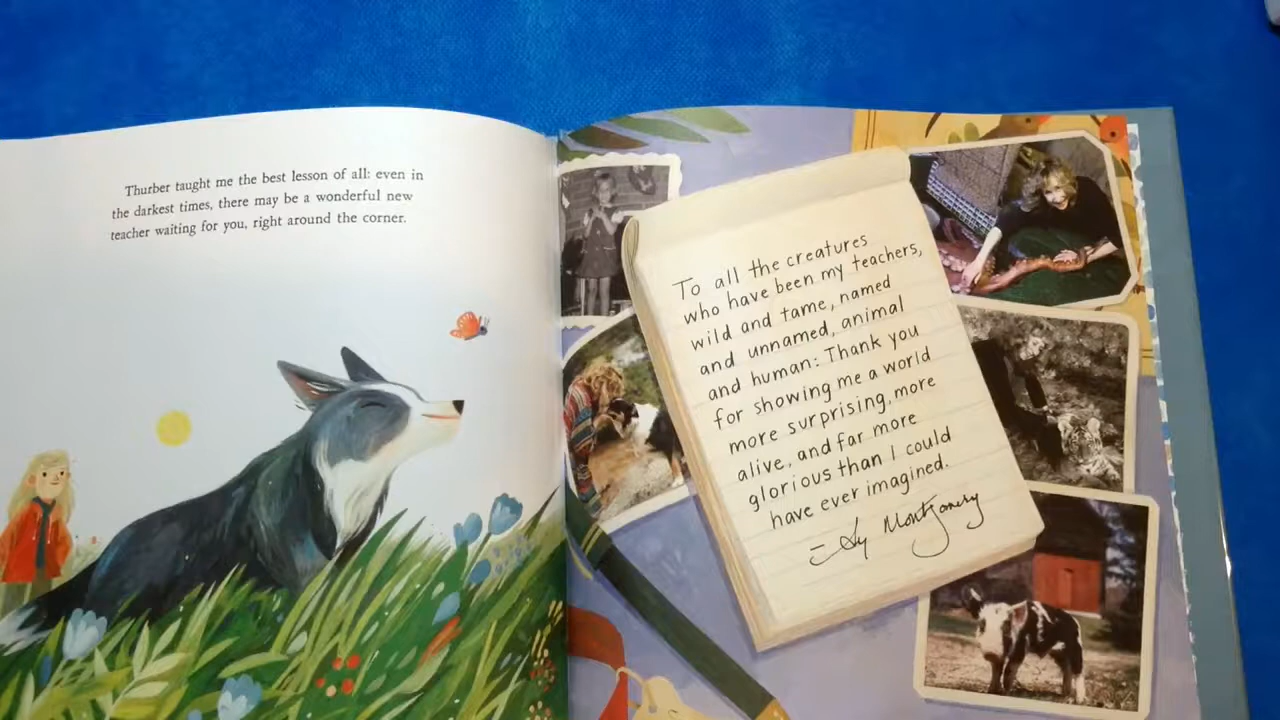 Thurber taught me the best lesson of all: even in
the darkest times, there may be a wonderful new
teacher waiting for you, right around the corner.
To all the creatures
who have been my teachers,
wild and tame, named
and unnamed, animal
and human: Thank you
for showing me a world
more surprising, more
alive, and far more
glorious than I could
have ever imagined.
– Sy Montgomery